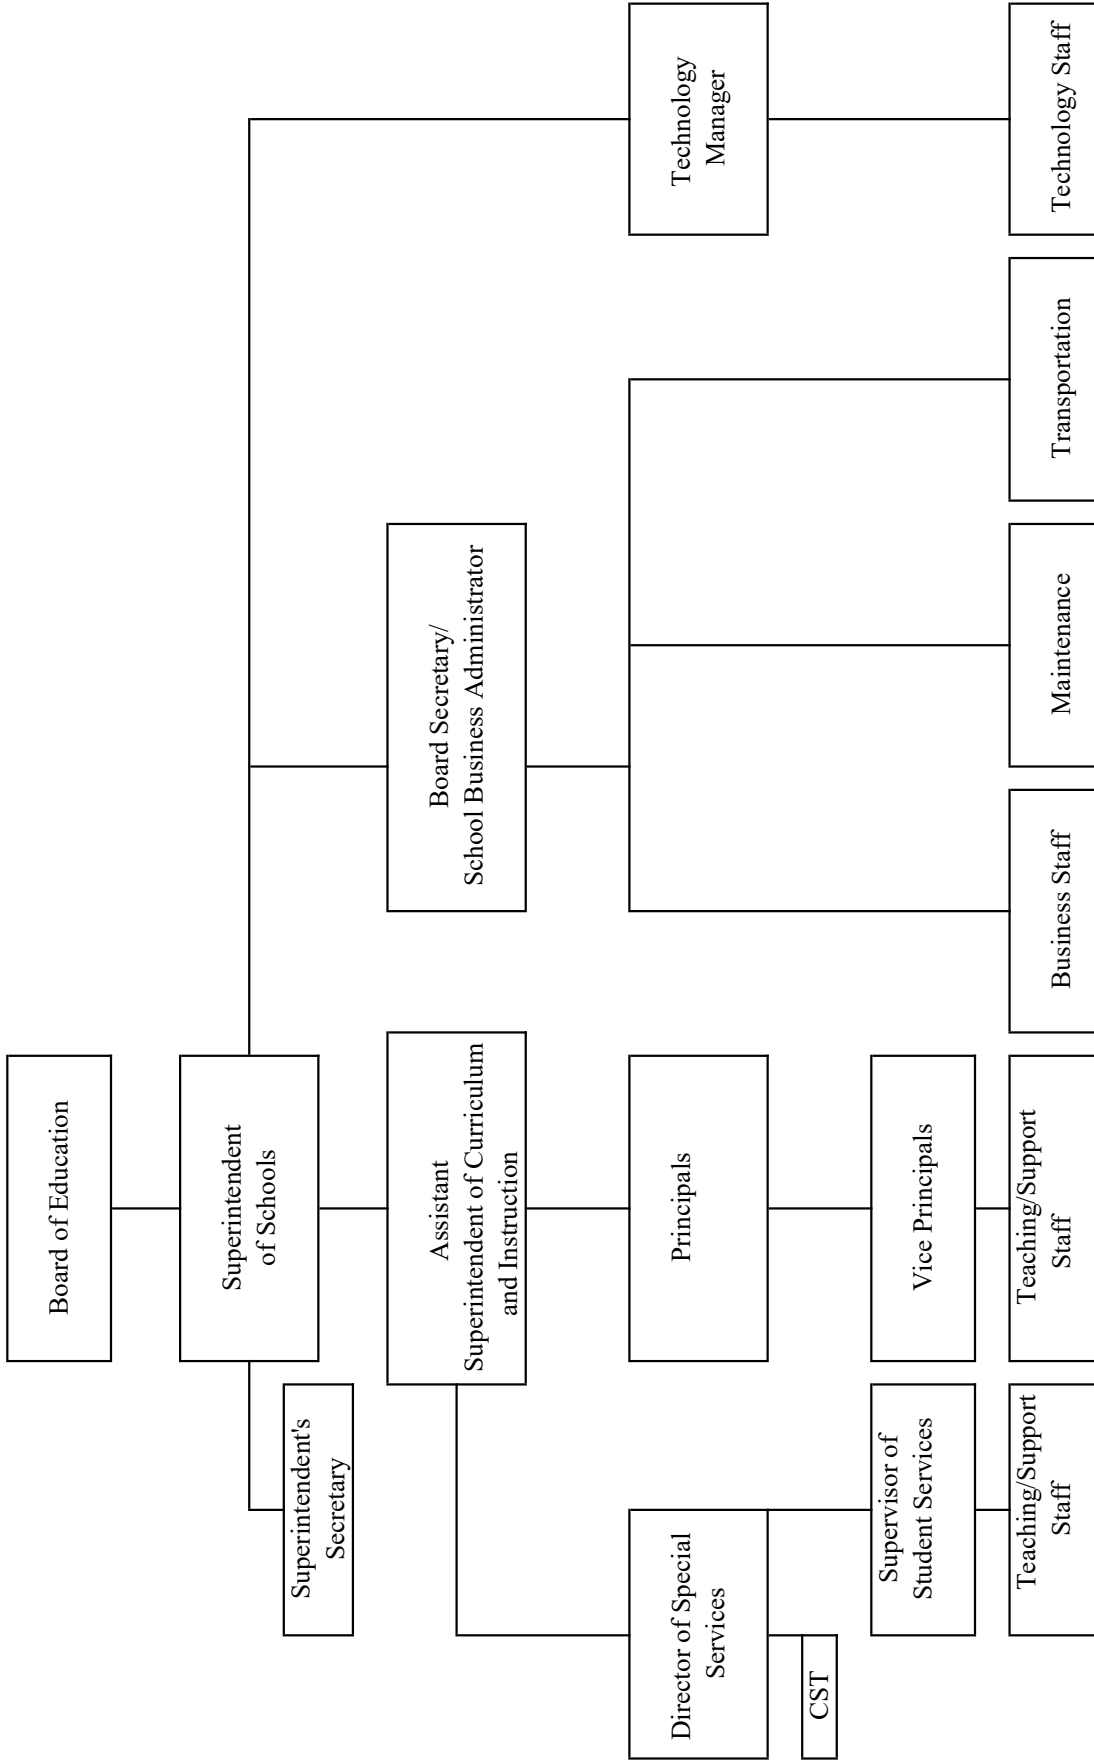 Board of Education
Superintendent
of Schools
Superintendent's
Secretary
Assistant
Superintendent of Curriculum
and Instruction
Board Secretary/
School Business Administrator
Director of Special
Services
Principals
Technology
Manager
CST
Supervisor of
Student Services
Vice Principals
Teaching/Support
Staff
Teaching/Support
Staff
Business Staff
Maintenance
Transportation
Technology Staff